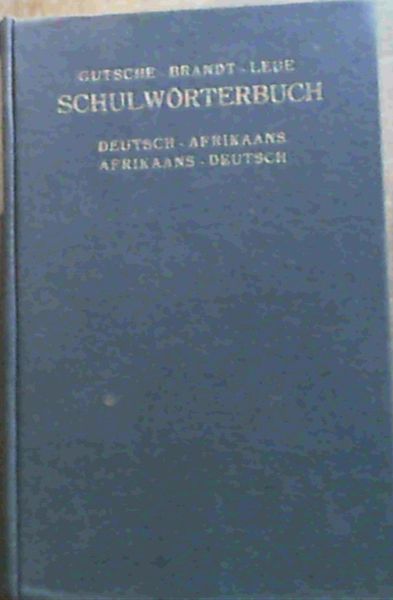 GUTSCHE - BRANDT - LEUE
SCHULWÖRTERBUCH
DEUTSCH - AFRIKAANS
AFRIKAANS - DEUTSCH